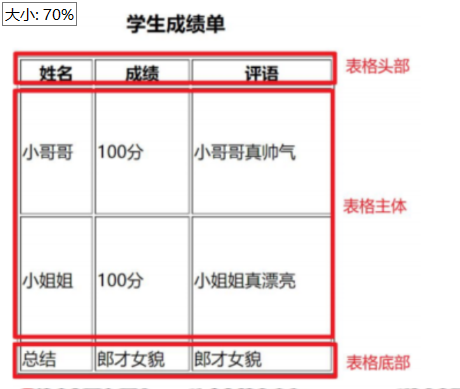 大小: 70%
学生成绩单
姓名 成绩 评语 表格头部
小哥哥 100分 小哥哥真帅气
表格主体
小姐姐 100分 小姐姐真漂亮
总结 郎才女貌 郎才女貌 表格底部